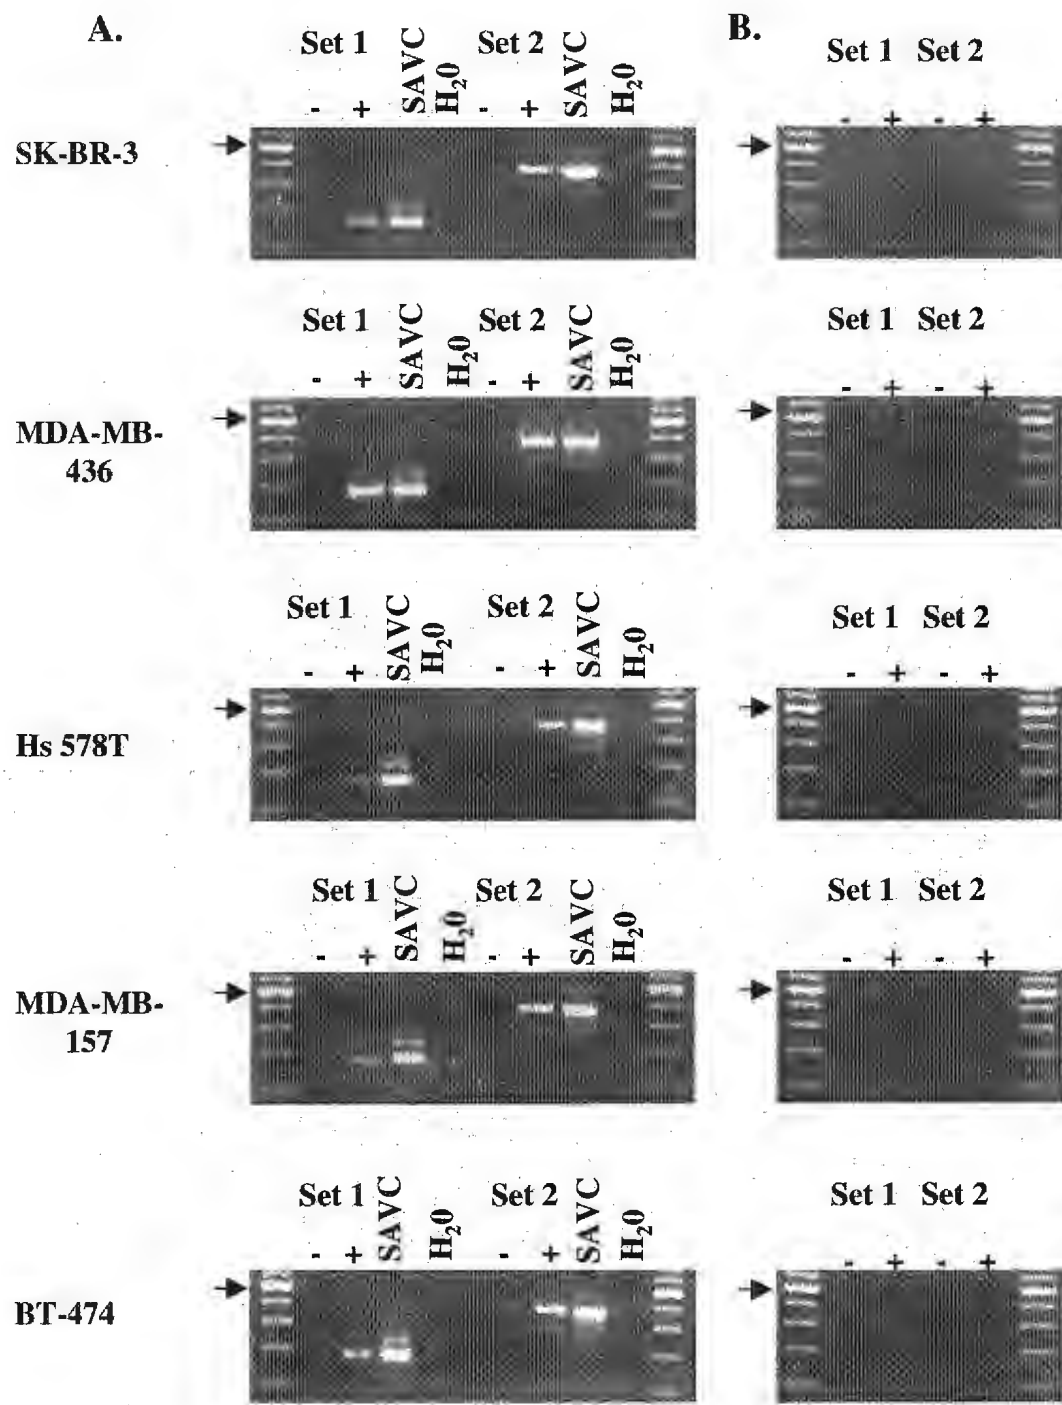 A. B.
Set 1 SAVC H₂0 Set 2 SAVC H₂0 Set 1 Set 2
- + - + - + - +
SK-BR-3
Set 1 SAVC H₂0 Set 2 SAVC H₂0 Set 1 Set 2
- + - + - + - +
MDA-MB-
436
Set 1 SAVC H₂0 Set 2 SAVC H₂0 Set 1 Set 2
- + - + - + - +
Hs 578T
Set 1 SAVC H₂0 Set 2 SAVC H₂0 Set 1 Set 2
- + - + - + - +
MDA-MB-
157
Set 1 SAVC H₂0 Set 2 SAVC H₂0 Set 1 Set 2
- + - + - + - +
BT-474